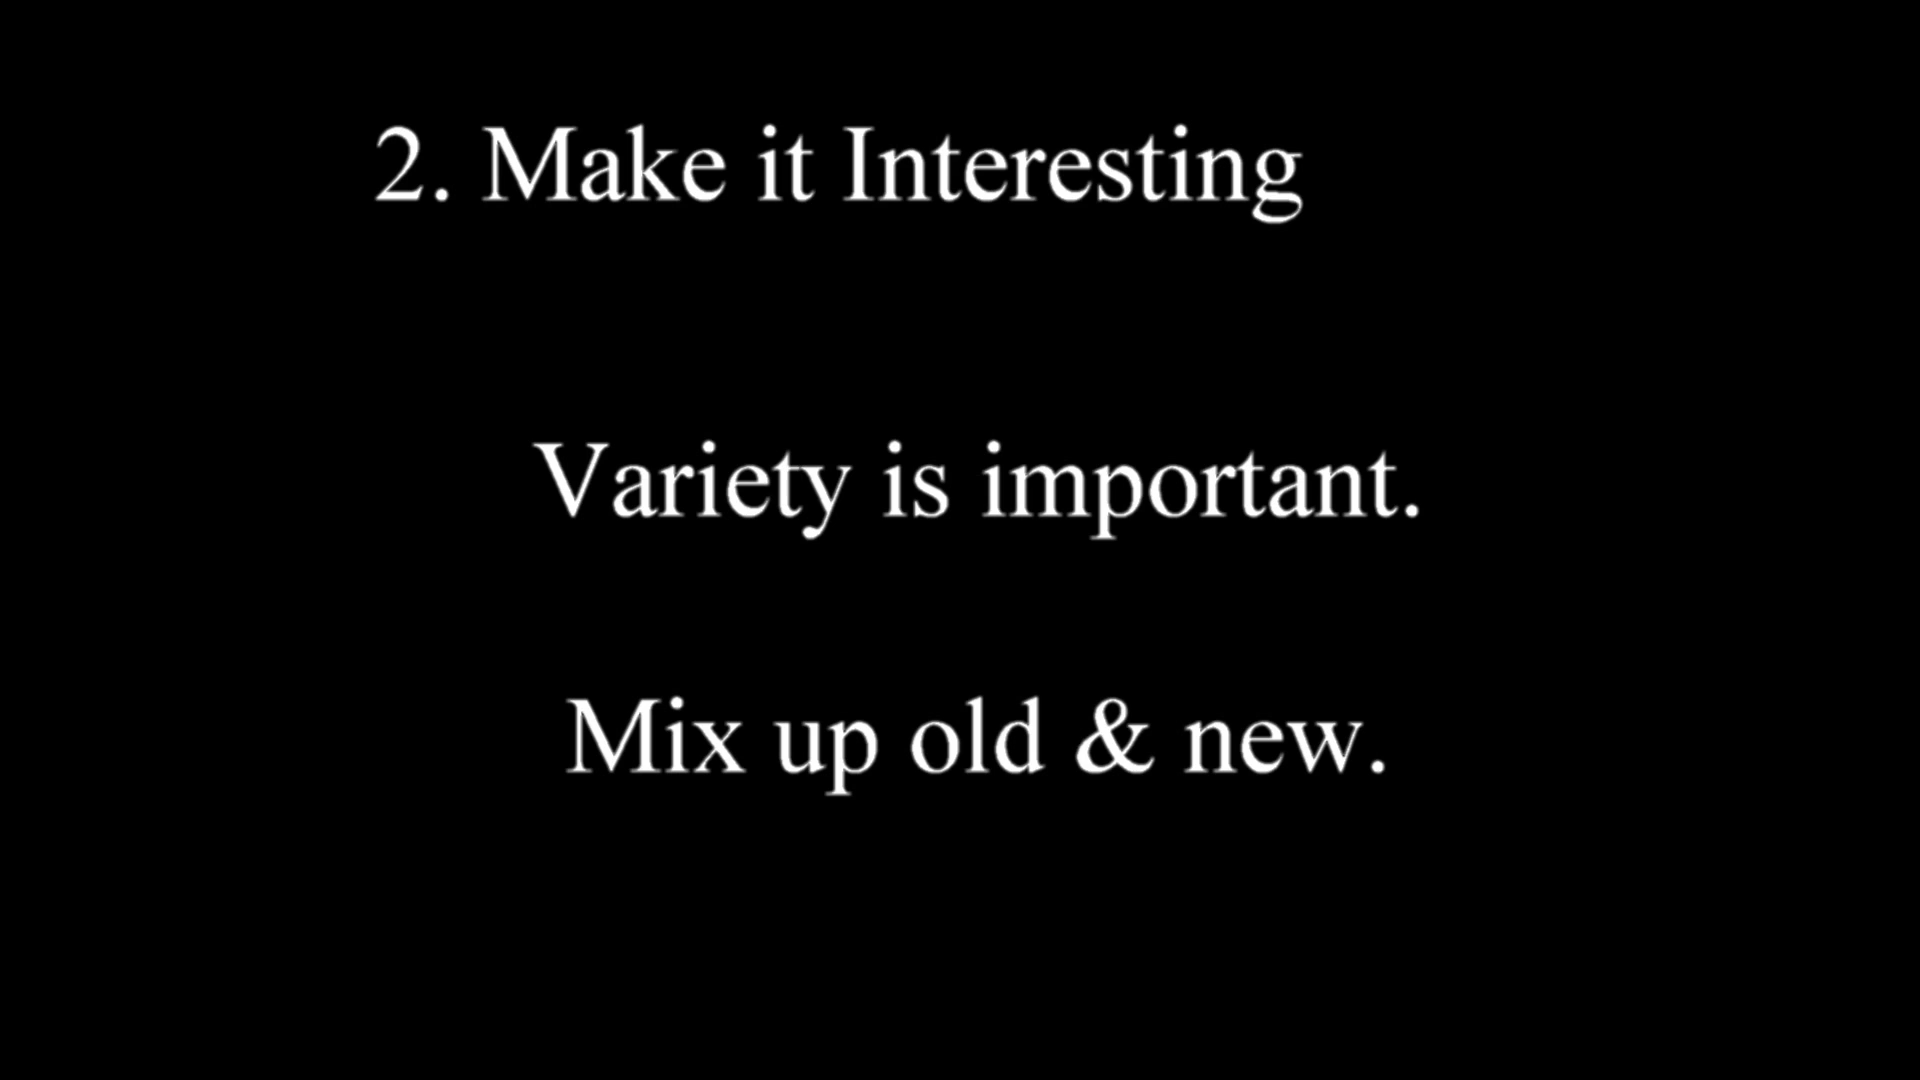 2. Make it Interesting
Variety is important.
Mix up old & new.